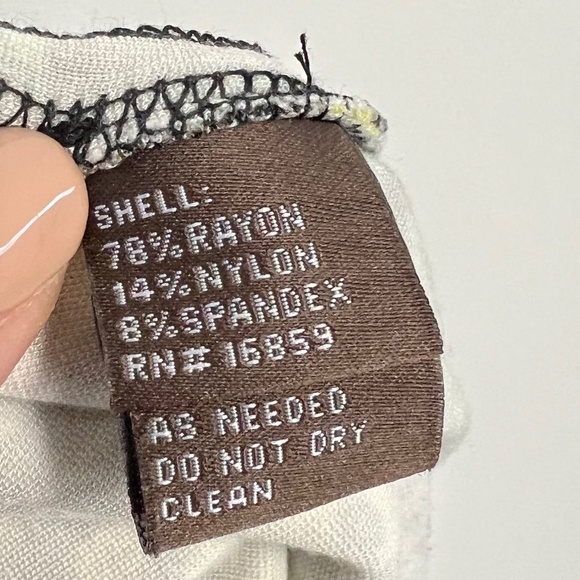 SHELL:
78% RAYON
14% NYLON
8% SPANDEX
RN# 16859
AS NEEDED
DO NOT DRY
CLEAN